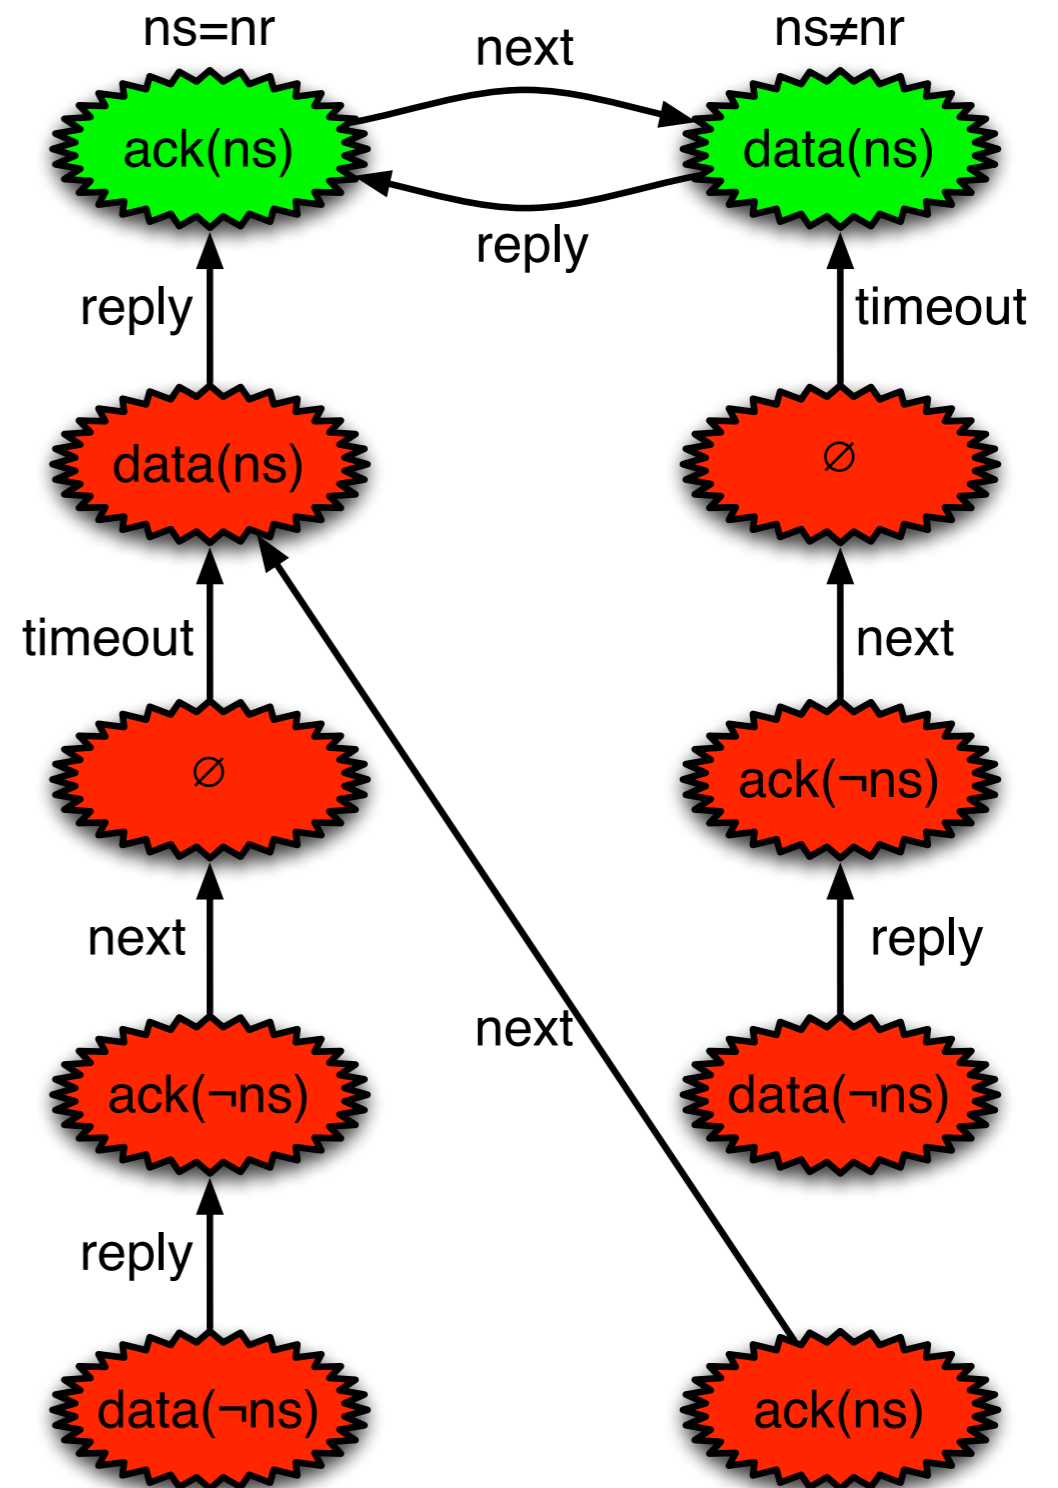 ns=nr
next
ns≠nr
ack(ns)
data(ns)
reply
reply
timeout
data(ns)
∅
timeout
next
∅
ack(¬ns)
next
reply
next
ack(¬ns)
data(¬ns)
reply
data(¬ns)
ack(ns)